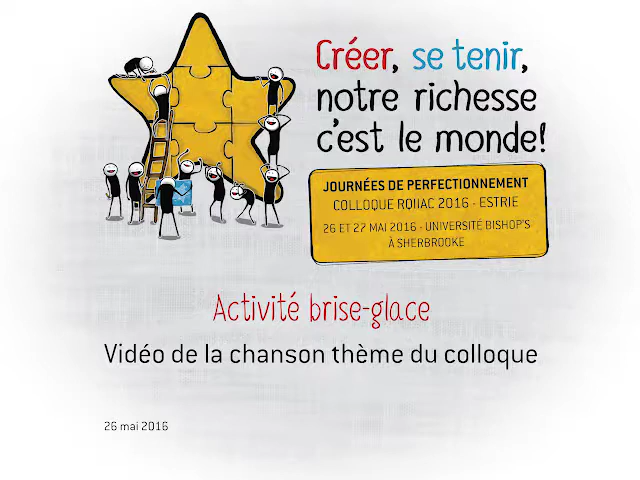 Créer, se tenir,
notre richesse
c'est le monde!
JOURNÉES DE PERFECTIONNEMENT
COLLOQUE RQIIAC 2016 - ESTRIE
26 ET 27 MAI 2016 - UNIVERSITÉ BISHOP'S
À SHERBROOKE
Activité brise-glace
Vidéo de la chanson thème du colloque
26 mai 2016